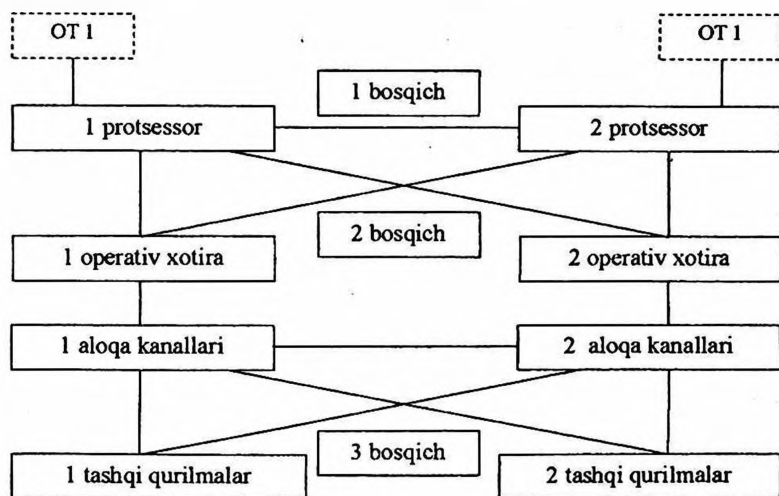 OT 1
OT 1
1 bosqich
1 protsessor
2 protsessor
2 bosqich
1 operativ xotira
2 operativ xotira
1 aloqa kanallari
2 aloqa kanallari
3 bosqich
1 tashqi qurilmalar
2 tashqi qurilmalar